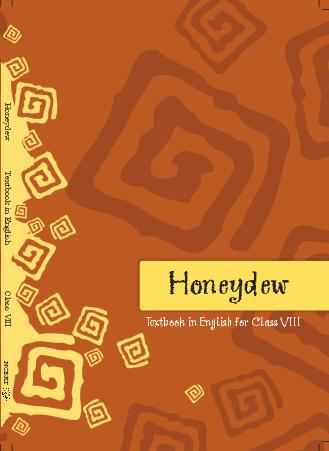 Honeydew
Textbook in English for Class VIII
Honeydew
Textbook in English
Class VIII
NCERT